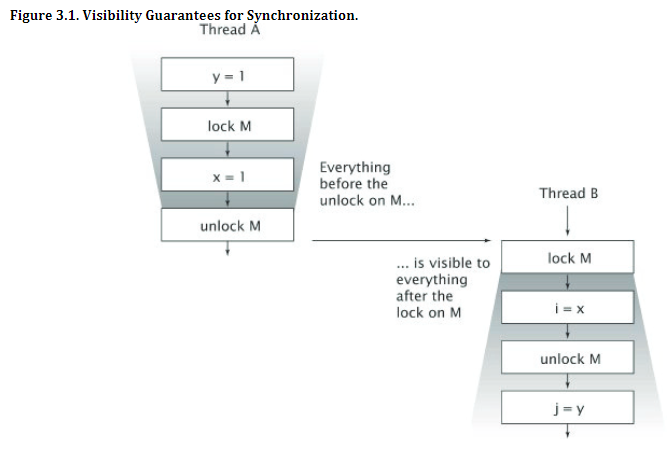 Figure 3.1. Visibility Guarantees for Synchronization.
Thread A
y = 1
lock M
x = 1
unlock M
Everything
before the
unlock on M...
Thread B
... is visible to
everything
after the
lock on M
lock M
i = x
unlock M
j = y